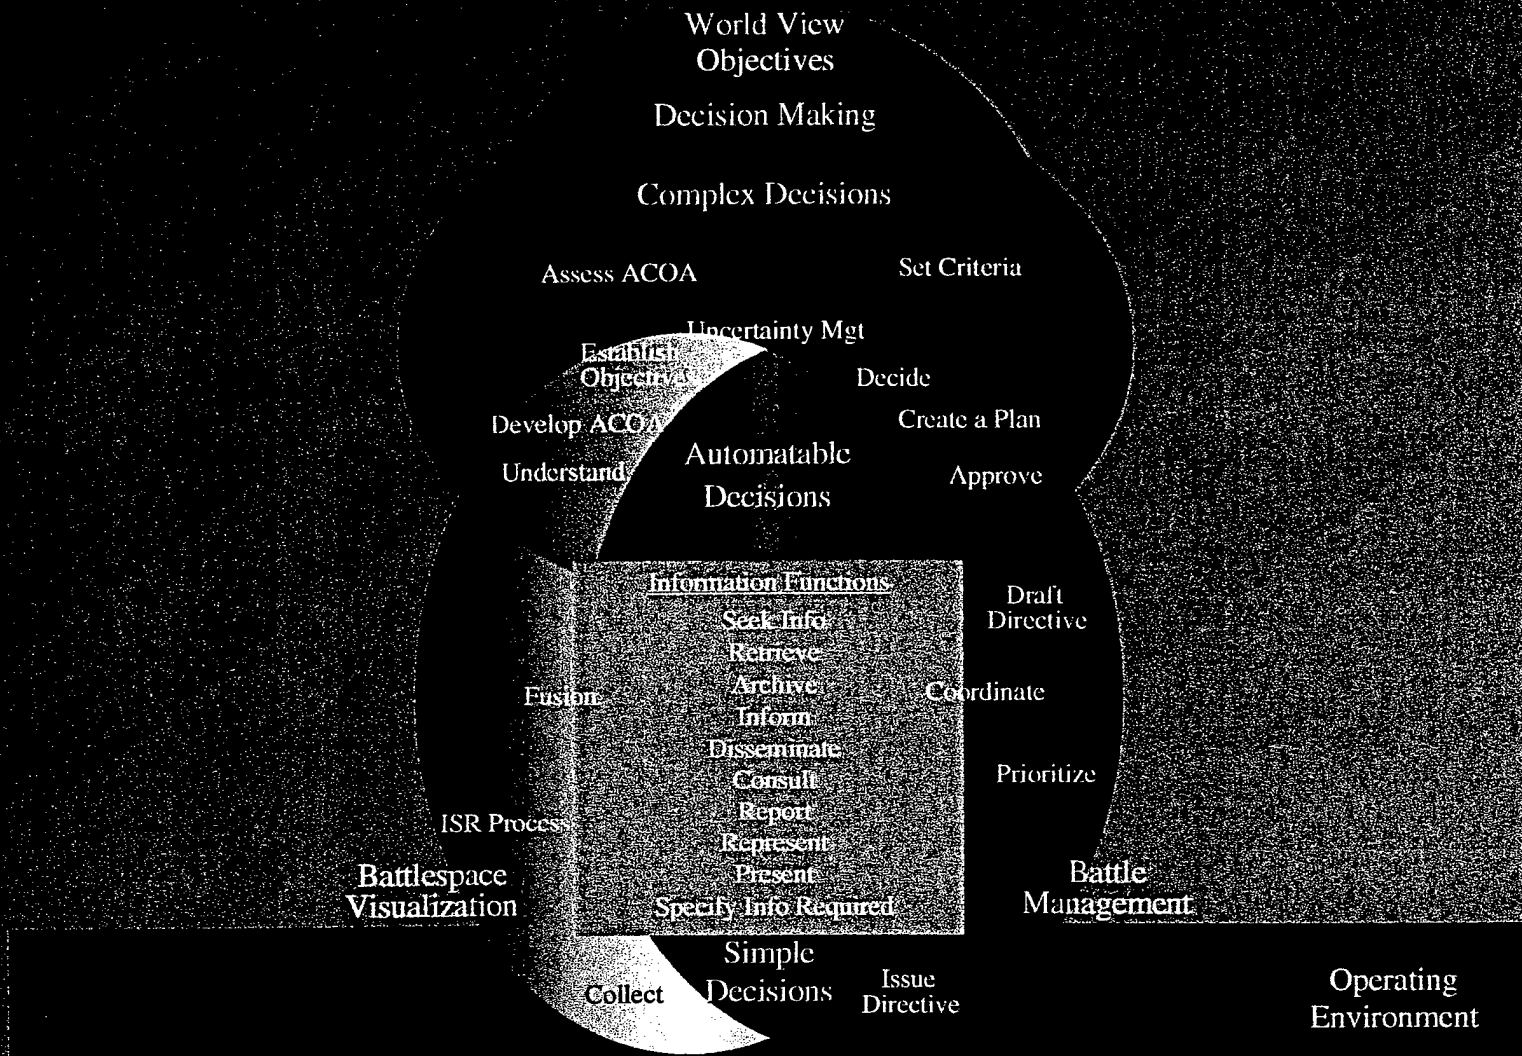 World View
Objectives
Decision Making
Complex Decisions
Assess ACOA
Set Criteria
Uncertainty Mgt
Establish
Objectives
Decide
Develop ACOA
Create a Plan
Automatable
Decisions
Understand
Approve
Information Functions
Seek Info
Retrieve
Archive
Inform
Disseminate
Consult
Report
Represent
Present
Specify Info Required
Draft
Directive
Fusion
Coordinate
Prioritize
ISR Process
Battlespace
Visualization
Battle
Management
Simple
Decisions
Collect
Issue
Directive
Operating
Environment